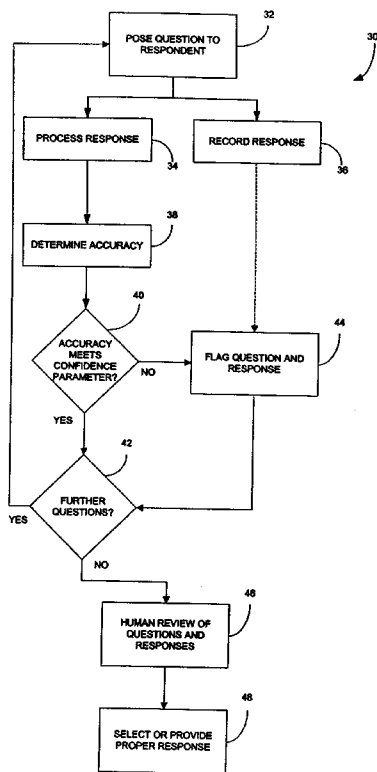 POSE QUESTION TO
RESPONDENT
32
30
PROCESS RESPONSE
34
RECORD RESPONSE
36
DETERMINE ACCURACY
38
40
ACCURACY
MEETS
CONFIDENCE
PARAMETER?
NO
YES
44
FLAG QUESTION AND
RESPONSE
42
FURTHER
QUESTIONS?
YES
NO
46
HUMAN REVIEW OF
QUESTIONS AND
RESPONSES
48
SELECT OR PROVIDE
PROPER RESPONSE